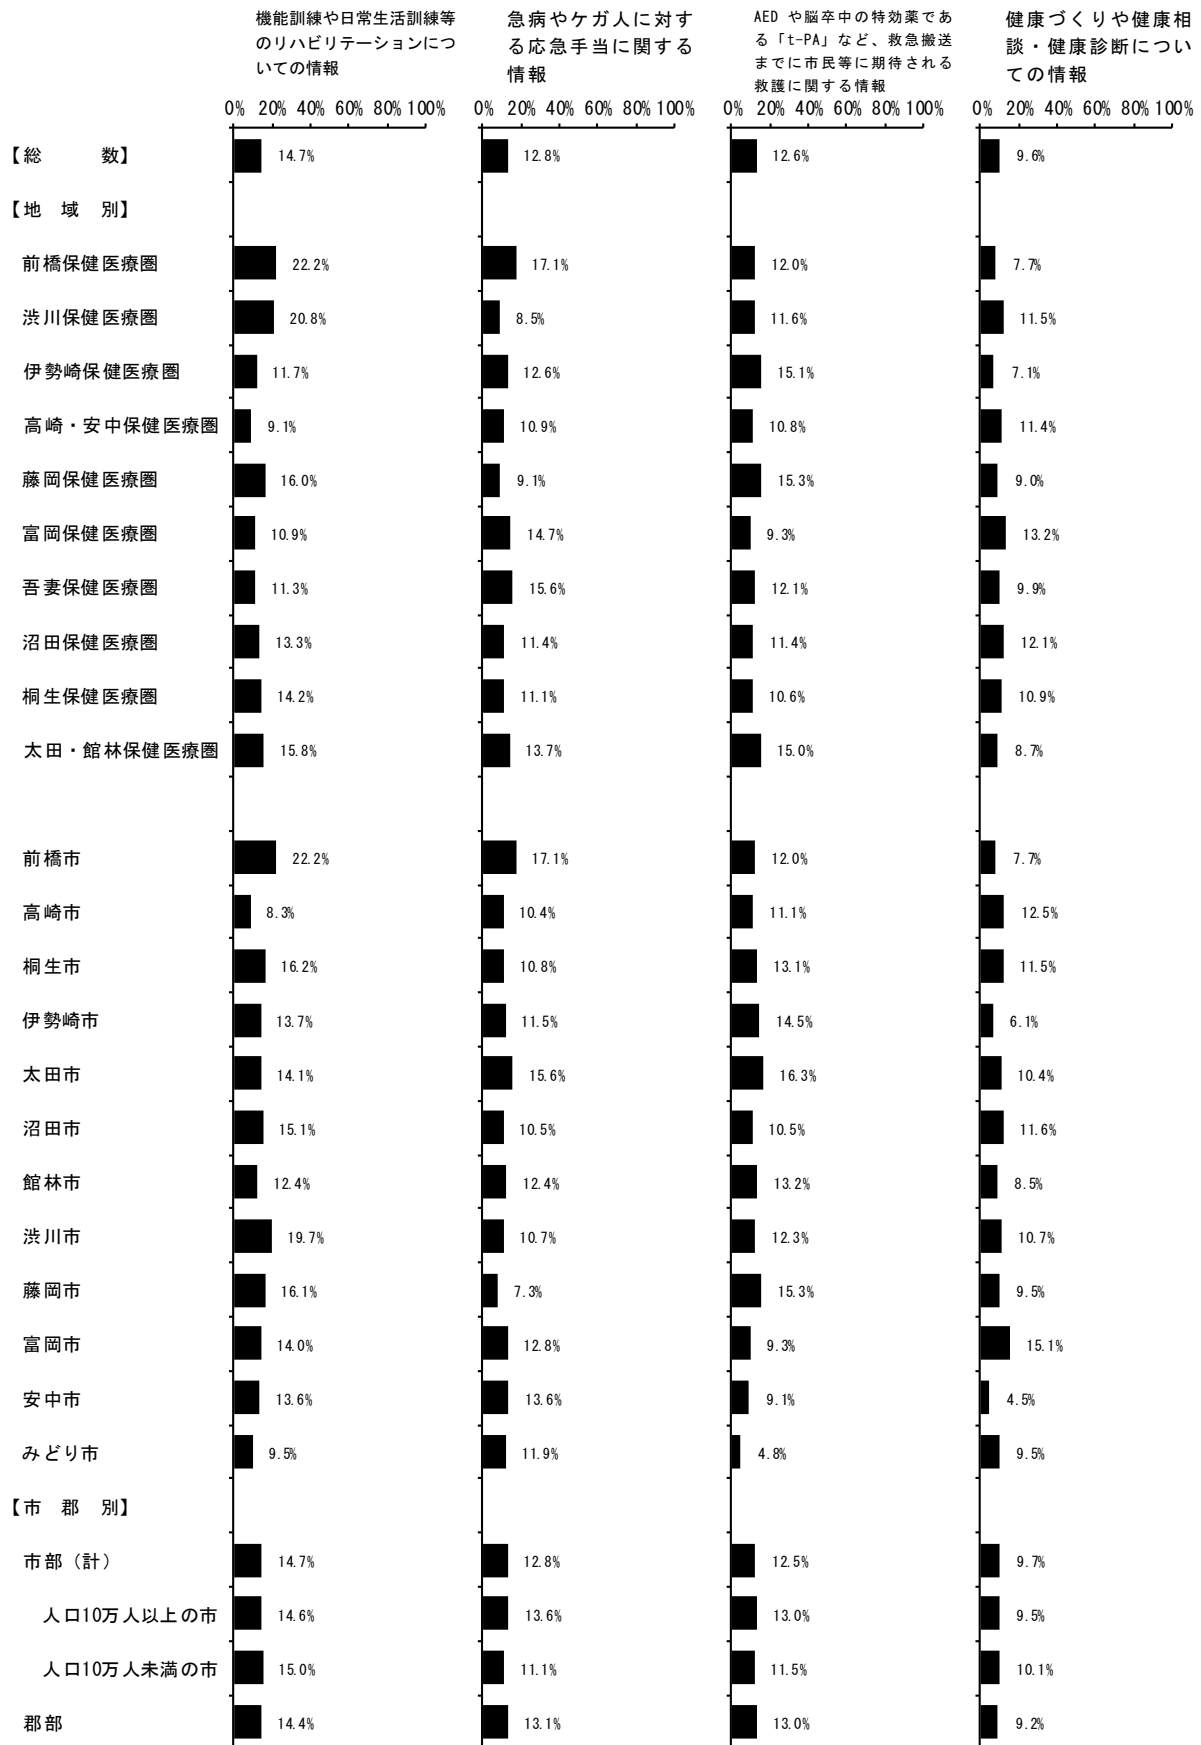 機能訓練や日常生活訓練等
のリハビリテーションにつ
いての情報
急病やケガ人に対す
る応急手当に関する
情報
AED や脳卒中の特効薬であ
る「t-PA」など、救急搬送
までに市民等に期待される
救護に関する情報
健康づくりや健康相
談・健康診断につい
ての情報
0% 20% 40% 60% 80% 100% 0% 20% 40% 60% 80% 100% 0% 20% 40% 60% 80% 100% 0% 20% 40% 60% 80% 100%
【総 数】 14.7% 12.8% 12.6% 9.6%
【地 域 別】
前橋保健医療圏 22.2% 17.1% 12.0% 7.7%
渋川保健医療圏 20.8% 8.5% 11.6% 11.5%
伊勢崎保健医療圏 11.7% 12.6% 15.1% 7.1%
高崎・安中保健医療圏 9.1% 10.9% 10.8% 11.4%
藤岡保健医療圏 16.0% 9.1% 15.3% 9.0%
富岡保健医療圏 10.9% 14.7% 9.3% 13.2%
吾妻保健医療圏 11.3% 15.6% 12.1% 9.9%
沼田保健医療圏 13.3% 11.4% 11.4% 12.1%
桐生保健医療圏 14.2% 11.1% 10.6% 10.9%
太田・館林保健医療圏 15.8% 13.7% 15.0% 8.7%
前橋市 22.2% 17.1% 12.0% 7.7%
高崎市 8.3% 10.4% 11.1% 12.5%
桐生市 16.2% 10.8% 13.1% 11.5%
伊勢崎市 13.7% 11.5% 14.5% 6.1%
太田市 14.1% 15.6% 16.3% 10.4%
沼田市 15.1% 10.5% 10.5% 11.6%
館林市 12.4% 12.4% 13.2% 8.5%
渋川市 19.7% 10.7% 12.3% 10.7%
藤岡市 16.1% 7.3% 15.3% 9.5%
富岡市 14.0% 12.8% 9.3% 15.1%
安中市 13.6% 13.6% 9.1% 4.5%
みどり市 9.5% 11.9% 4.8% 9.5%
【市 郡 別】
市部（計） 14.7% 12.8% 12.5% 9.7%
人口10万人以上の市 14.6% 13.6% 13.0% 9.5%
人口10万人未満の市 15.0% 11.1% 11.5% 10.1%
郡部 14.4% 13.1% 13.0% 9.2%